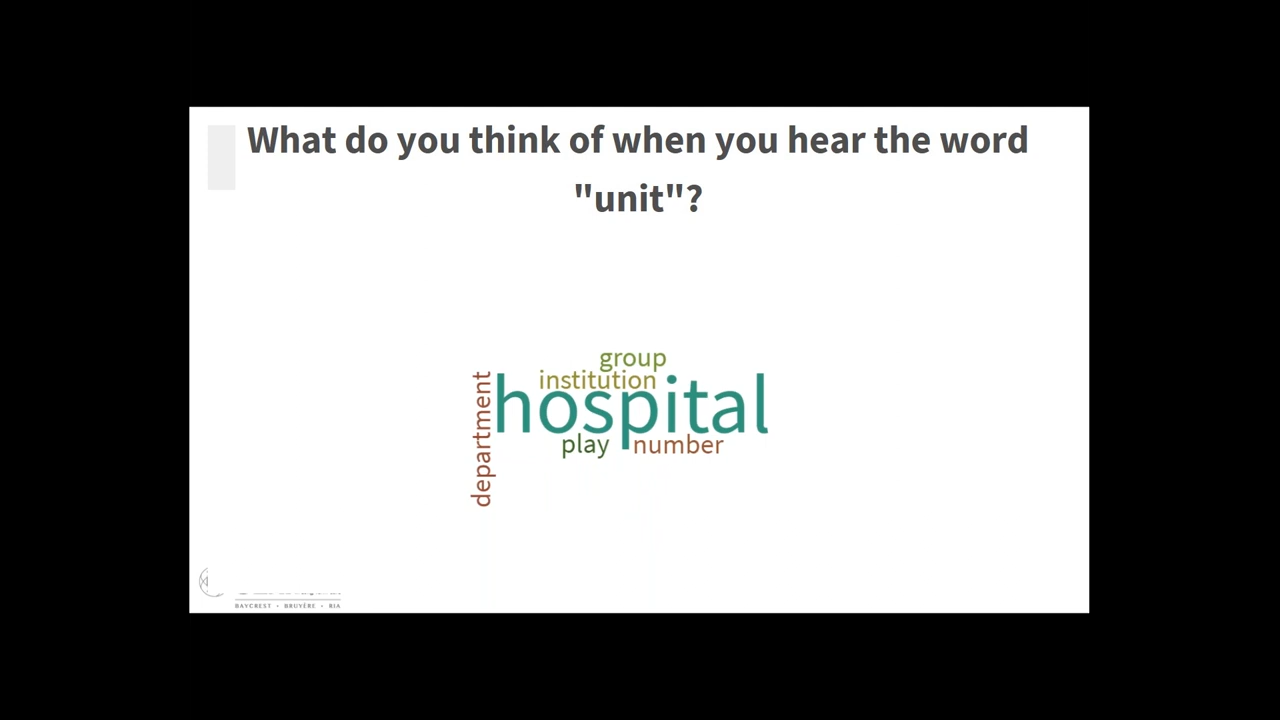 What do you think of when you hear the word
"unit"?
group
institution
hospital
department
play
number
BAYCREST • BRUYÈRE • RIA